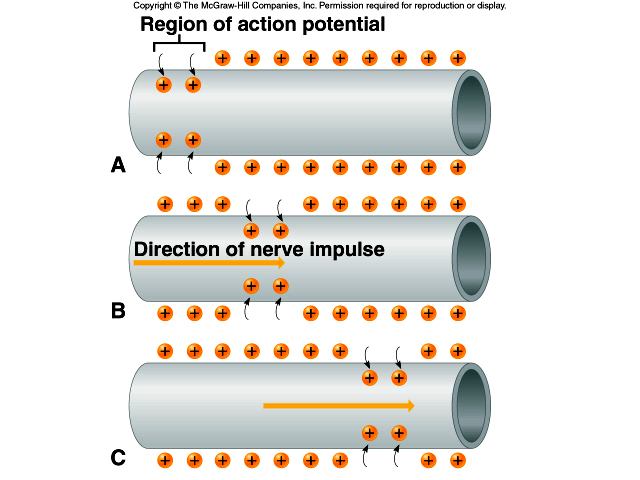 Copyright © The McGraw-Hill Companies, Inc. Permission required for reproduction or display.
Region of action potential
+ + + + + + + + +
+ +
+ +
A
+ + + + + + + + +
+ + + + + + + + +
+ +
Direction of nerve impulse
+ +
B
+ + + + + + + + +
+ + + + + + + + +
+ +
+ +
C
+ + + + + + + + +